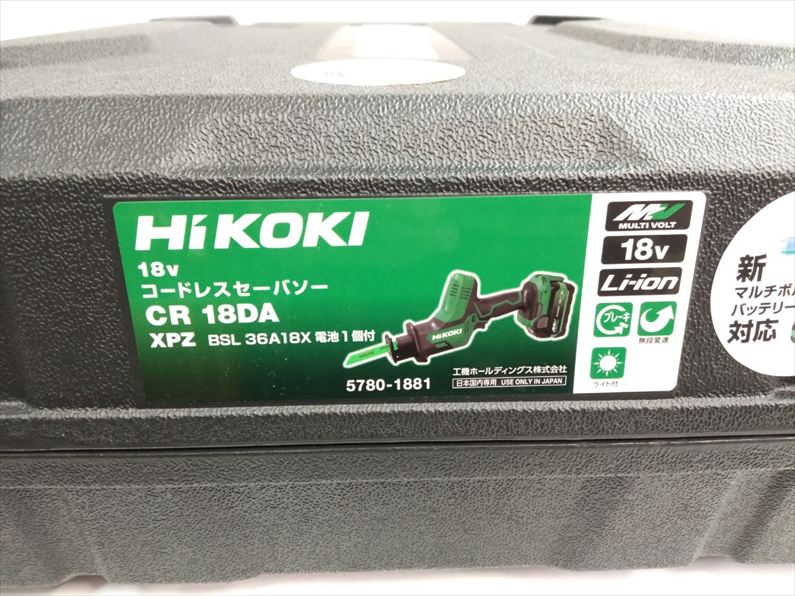 HiKOKI
18v
コードレスセーバソー
CR 18DA
XPZ BSL 36A18X 電池1個付
HiKOKI
5780-1881
工機ホールディングス株式会社
日本国内専用 USE ONLY IN JAPAN
MV
MULTI VOLT
18v
Li-ion
ブレーキ
無段変速
ライト付
新
マルチボル
バッテリー
対応